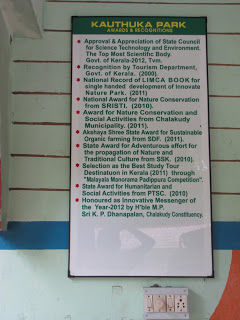 KAUTHUKA PARK
AWARDS & RECOGNITIONS
Approval & Appreciation of State Council
for Science Technology and Environment.
The Top Most Scientific Body.
Govt. of Kerala-2012, Tvm.
Recognition by Tourism Department,
Govt. of Kerala. (2000).
National Record of LIMCA BOOK for
single handed development of Innovate
Nature Park. (2011)
National Award for Nature Conservation
from SRISTI. (2010).
Award for Nature Conservation and
Social Activities from Chalakudy
Municipality. (2011).
Akshaya Shree State Award for Sustainable
Organic farming from SDF. (2011).
State Award for Adventurous effort for
the propagation of Nature and
Traditional Culture from SSK. (2010).
Selection as the Best Study Tour
Destinatuon in Kerala (2011) through
"Malayala Manorama Padippura Competition".
State Award for Humanitarian and
Social Activities from PTSC. (2010)
Honoured as Innovative Messenger of
the Year-2012 by H'ble M.P.
Sri K. P. Dhanapalan, Chalakudy Constituency.